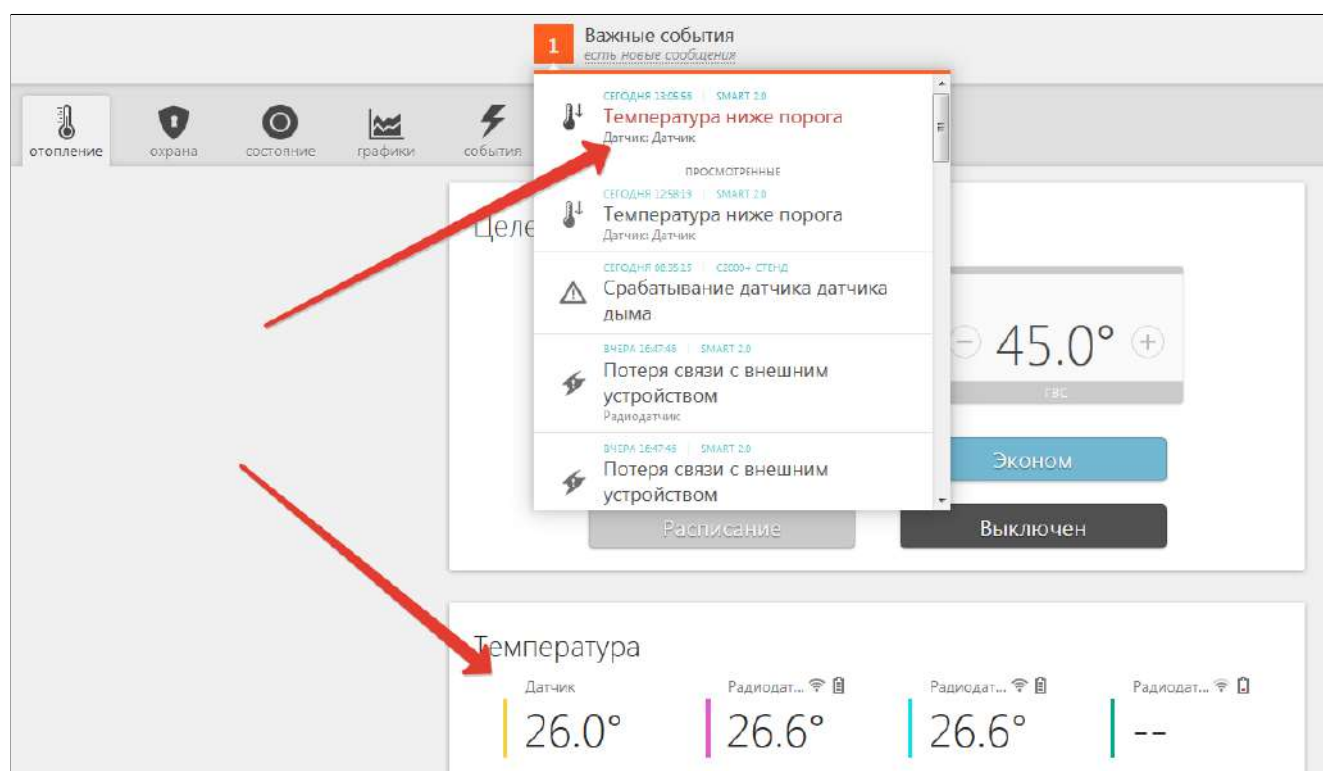 1
Важные события
есть новые сообщения
отопление
охрана
состояние
графики
события
СЕГОДНЯ 13:05:55 | SMART 2.0
Температура ниже порога
Датчик: Датчик
ПРОСМОТРЕННЫЕ
СЕГОДНЯ 12:58:19 | SMART 2.0
Температура ниже порога
Датчик: Датчик
СЕГОДНЯ 08:35:15 | C2000+ СТЕНД
Срабатывание датчика датчика
дыма
ВЧЕРА 16:47:46 | SMART 2.0
Потеря связи с внешним
устройством
Радиодатчик
ВЧЕРА 16:47:46 | SMART 2.0
Потеря связи с внешним
устройством
Целе
45.0°
ГВС
Эконом
Расписание
Выключен
Температура
Датчик
Радиодат...
Радиодат...
Радиодат...
26.0°
26.6°
26.6°
--